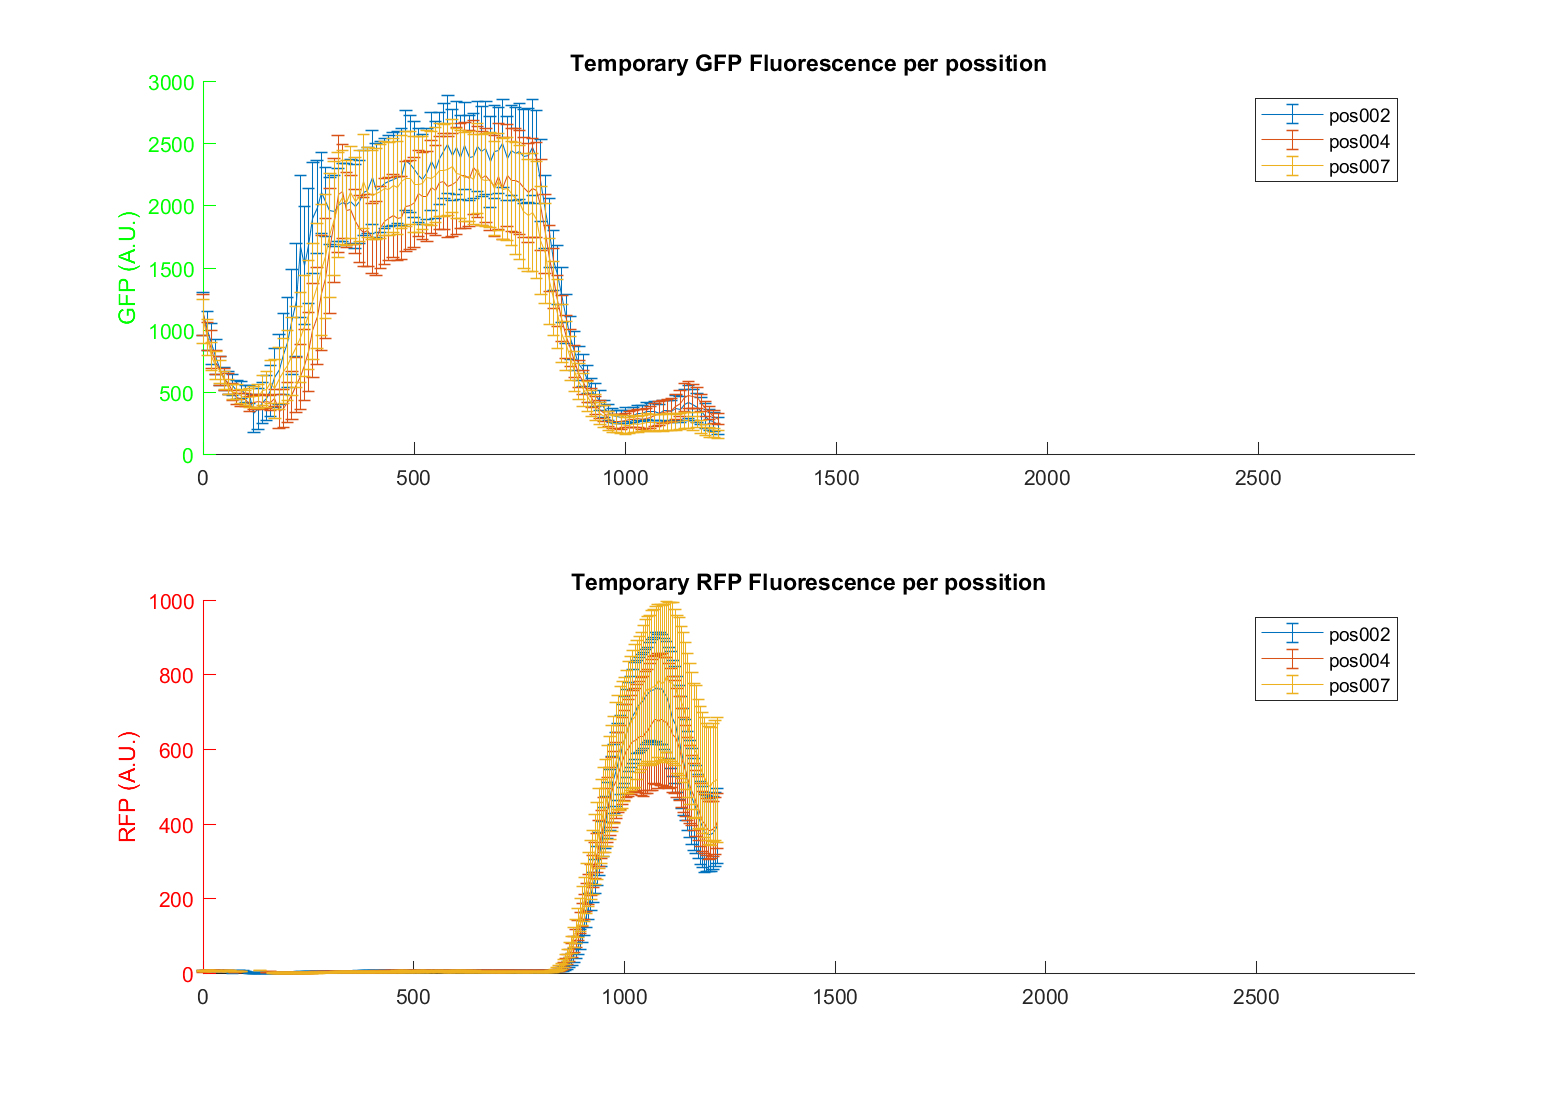 Temporary GFP Fluorescence per possition
GFP (A.U.)
3000
2500
2000
1500
1000
500
0
0 500 1000 1500 2000 2500
pos002
pos004
pos007
Temporary RFP Fluorescence per possition
RFP (A.U.)
1000
800
600
400
200
0
0 500 1000 1500 2000 2500
pos002
pos004
pos007